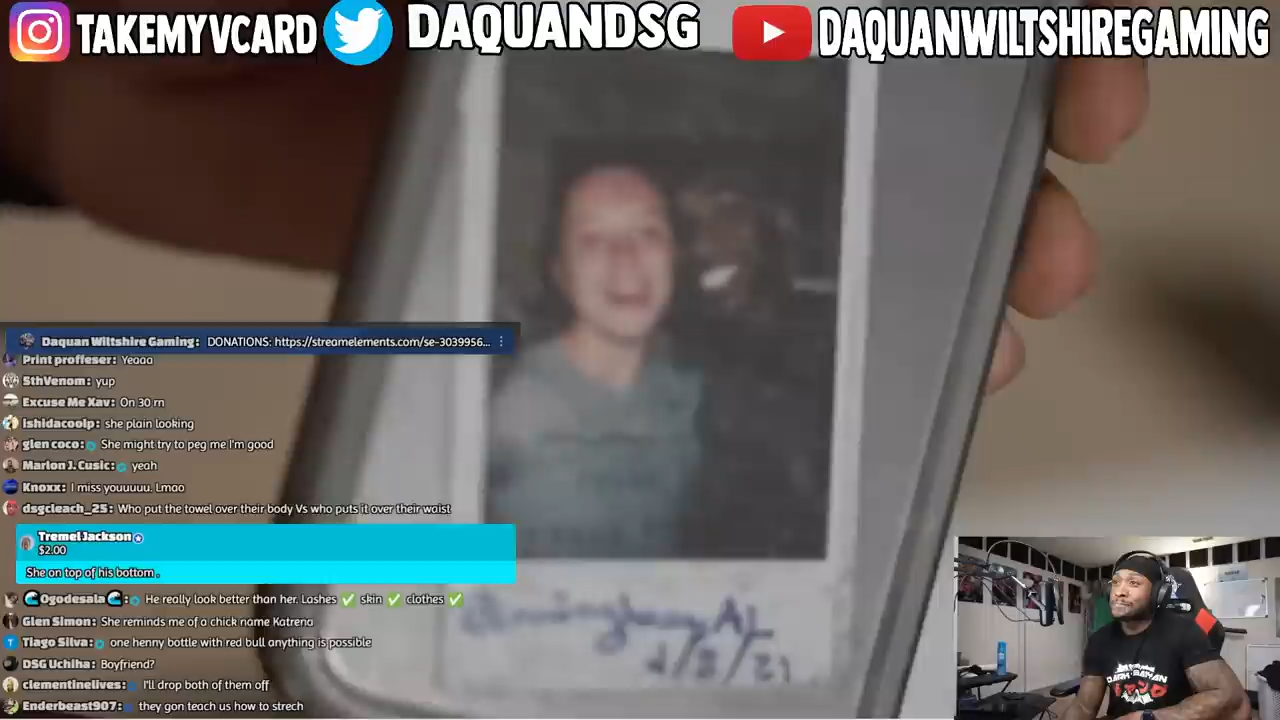 TAKEMYVCARD
DAQUANDSG
DAQUANWILTSHIREGAMING
Daquan Wiltshire Gaming: DONATIONS: https://streamelements.com/se-3039956...
Print proffeser: Yeaaa
SthVenom: yup
Excuse Me Xav: On 30 rn
Ishidacoolp: she plain looking
glen coco: She might try to peg me I'm good
Marlon J. Cusic: yeah
Knoxx: I miss youuuuu. Lmao
dsgcleach_25: Who put the towel over their body Vs who puts it over their waist
Tremel Jackson
$2.00
She on top of his bottom .
Ogodesala: He really look better than her. Lashes ✅ skin ✅ clothes ✅
Glen Simon: She reminds me of a chick name Katrena
Tiago Silva: one henny bottle with red bull anything is possible
DSG Uchiha: Boyfriend?
clementinelives: I'll drop both of them off
Enderbeast907: they gon teach us how to strech
Birmingham, AL